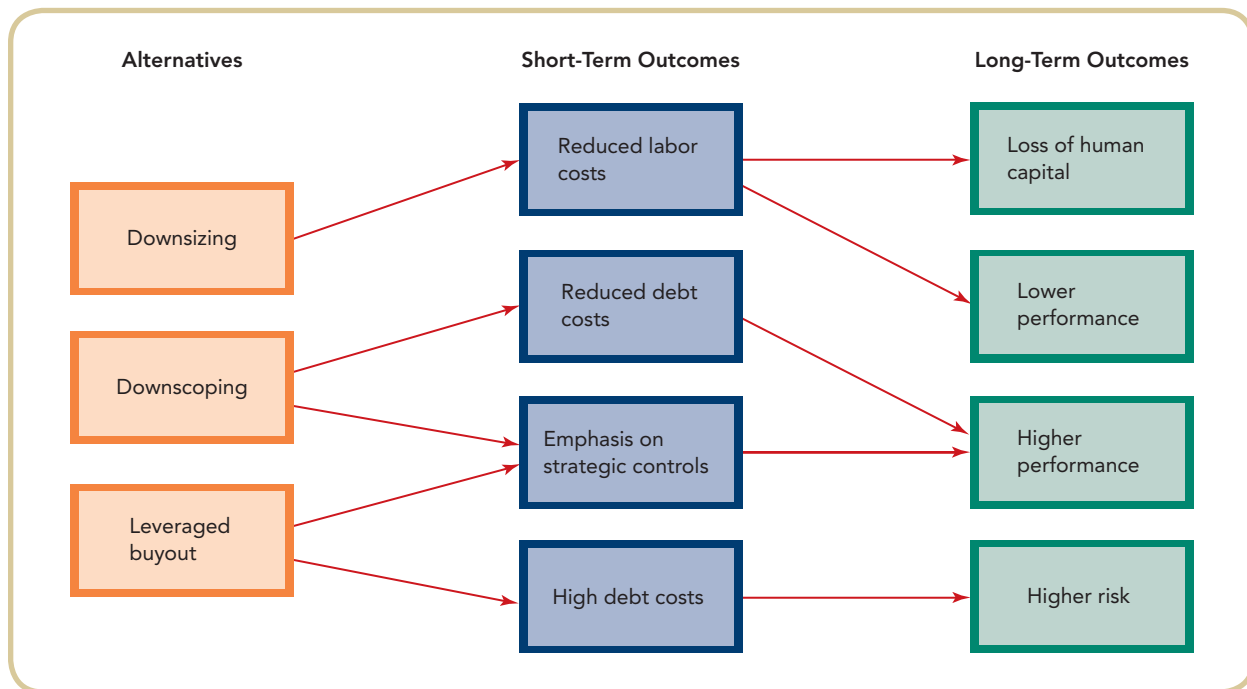 Alternatives
Short-Term Outcomes
Long-Term Outcomes
Downsizing
Downscoping
Leveraged
buyout
Reduced labor
costs
Reduced debt
costs
Emphasis on
strategic controls
High debt costs
Loss of human
capital
Lower
performance
Higher
performance
Higher risk